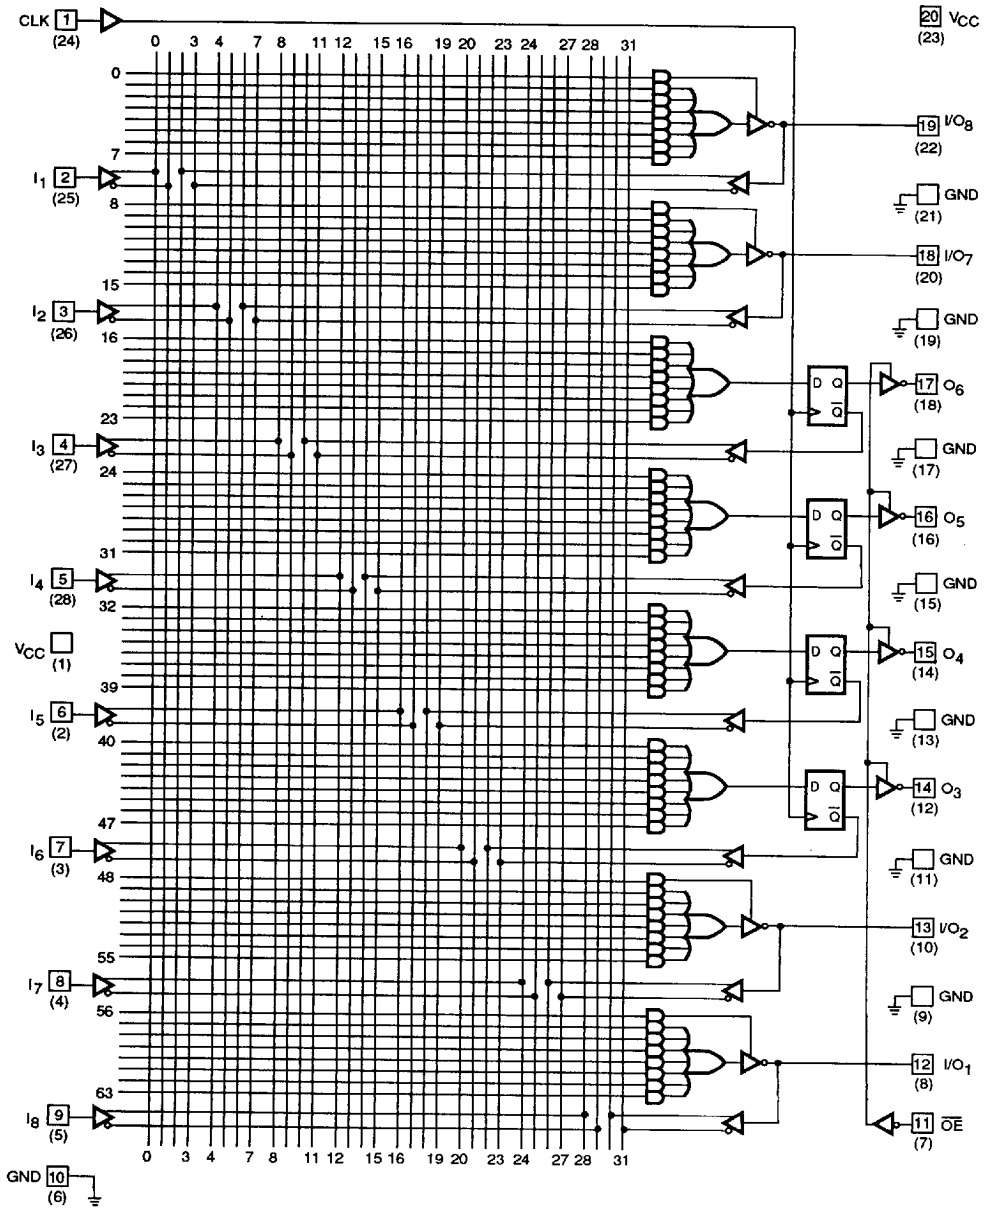 CLK 1 (24)
20 VCC (23)
0 3 4 7 8 11 12 15 16 19 20 23 24 27 28 31
0
7
19 I/O8 (22)
I1 2 (25)
GND (21)
8
15
18 I/O7 (20)
I2 3 (26)
GND (19)
16
23
D Q Q
17 O6 (18)
I3 4 (27)
GND (17)
24
31
D Q Q
16 O5 (16)
I4 5 (28)
GND (15)
32
39
VCC (1)
D Q Q
15 O4 (14)
I5 6 (2)
GND (13)
40
47
D Q Q
14 O3 (12)
I6 7 (3)
GND (11)
48
55
13 I/O2 (10)
I7 8 (4)
GND (9)
56
63
12 I/O1 (8)
I8 9 (5)
11 OE (7)
0 3 4 7 8 11 12 15 16 19 20 23 24 27 28 31
GND 10 (6)